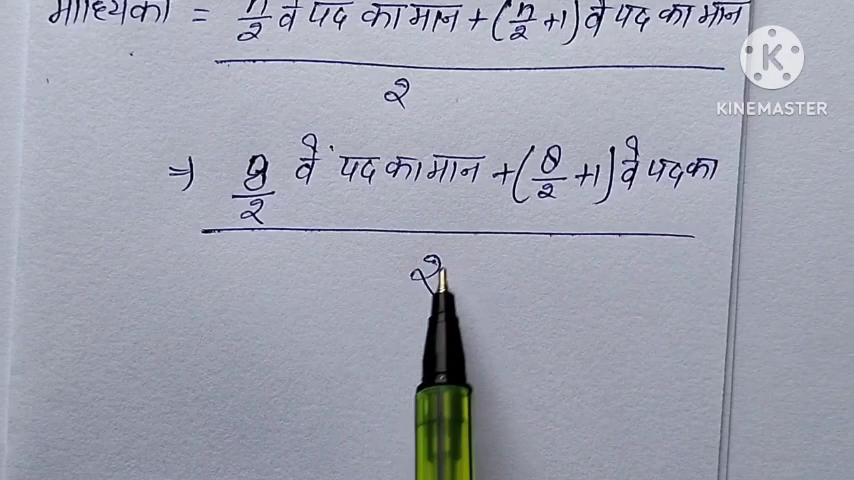 माध्यिका = n/2 वे पद का मान + (n/2 +1) वे पद का मान
2
KINEMASTER
⇒ 8/2 वें पद का मान + (8/2 +1) वे पद का
2